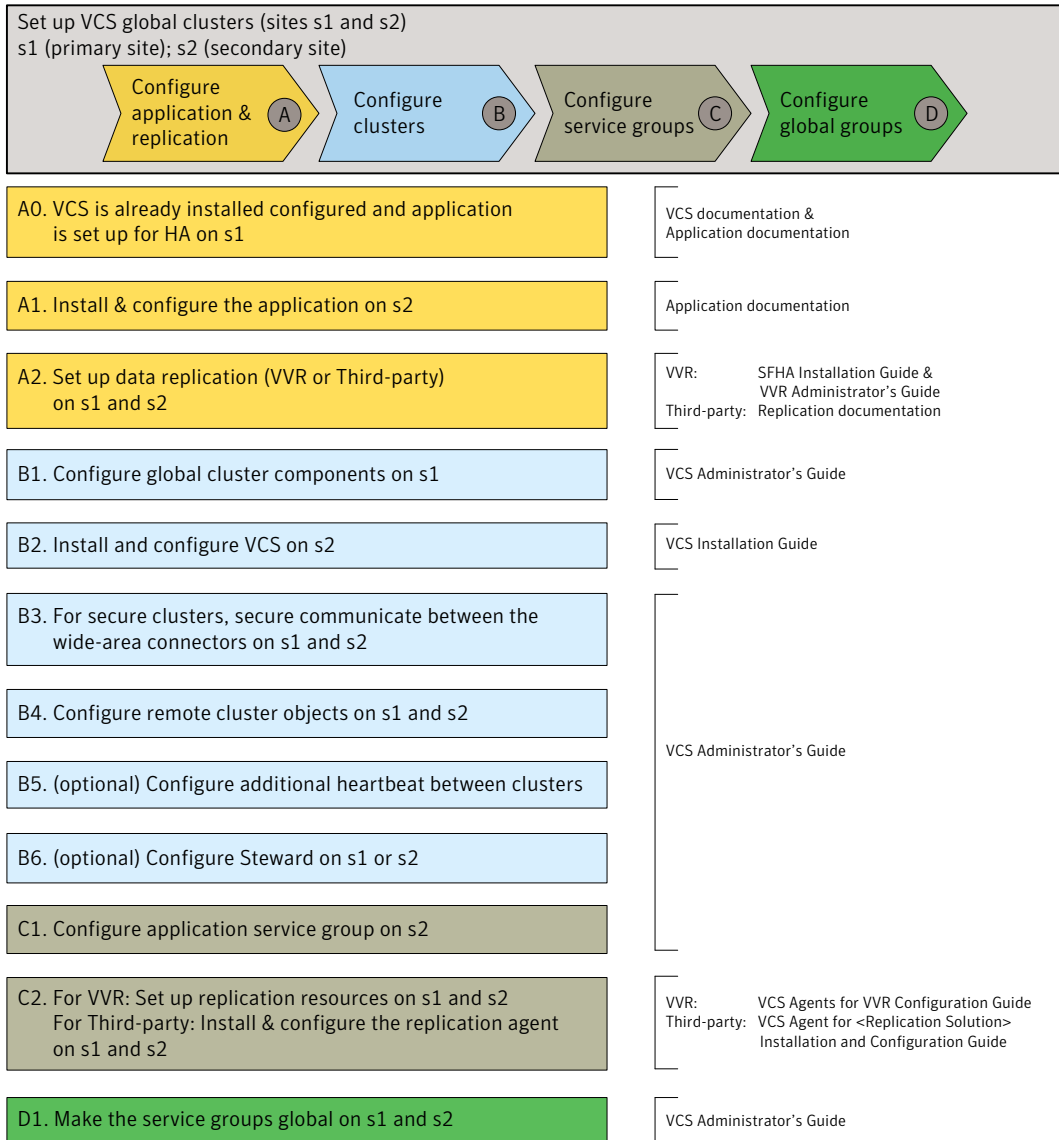 Set up VCS global clusters (sites s1 and s2)
s1 (primary site); s2 (secondary site)
Configure
application &
replication
A
Configure
clusters
B
Configure
service groups
C
Configure
global groups
D
A0. VCS is already installed configured and application
is set up for HA on s1
VCS documentation &
Application documentation
A1. Install & configure the application on s2
Application documentation
A2. Set up data replication (VVR or Third-party)
on s1 and s2
VVR: SFHA Installation Guide &
VVR Administrator’s Guide
Third-party: Replication documentation
B1. Configure global cluster components on s1
VCS Administrator’s Guide
B2. Install and configure VCS on s2
VCS Installation Guide
B3. For secure clusters, secure communicate between the
wide-area connectors on s1 and s2
B4. Configure remote cluster objects on s1 and s2
VCS Administrator’s Guide
B5. (optional) Configure additional heartbeat between clusters
B6. (optional) Configure Steward on s1 or s2
C1. Configure application service group on s2
C2. For VVR: Set up replication resources on s1 and s2
For Third-party: Install & configure the replication agent
on s1 and s2
VVR: VCS Agents for VVR Configuration Guide
Third-party: VCS Agent for <Replication Solution>
Installation and Configuration Guide
D1. Make the service groups global on s1 and s2
VCS Administrator’s Guide